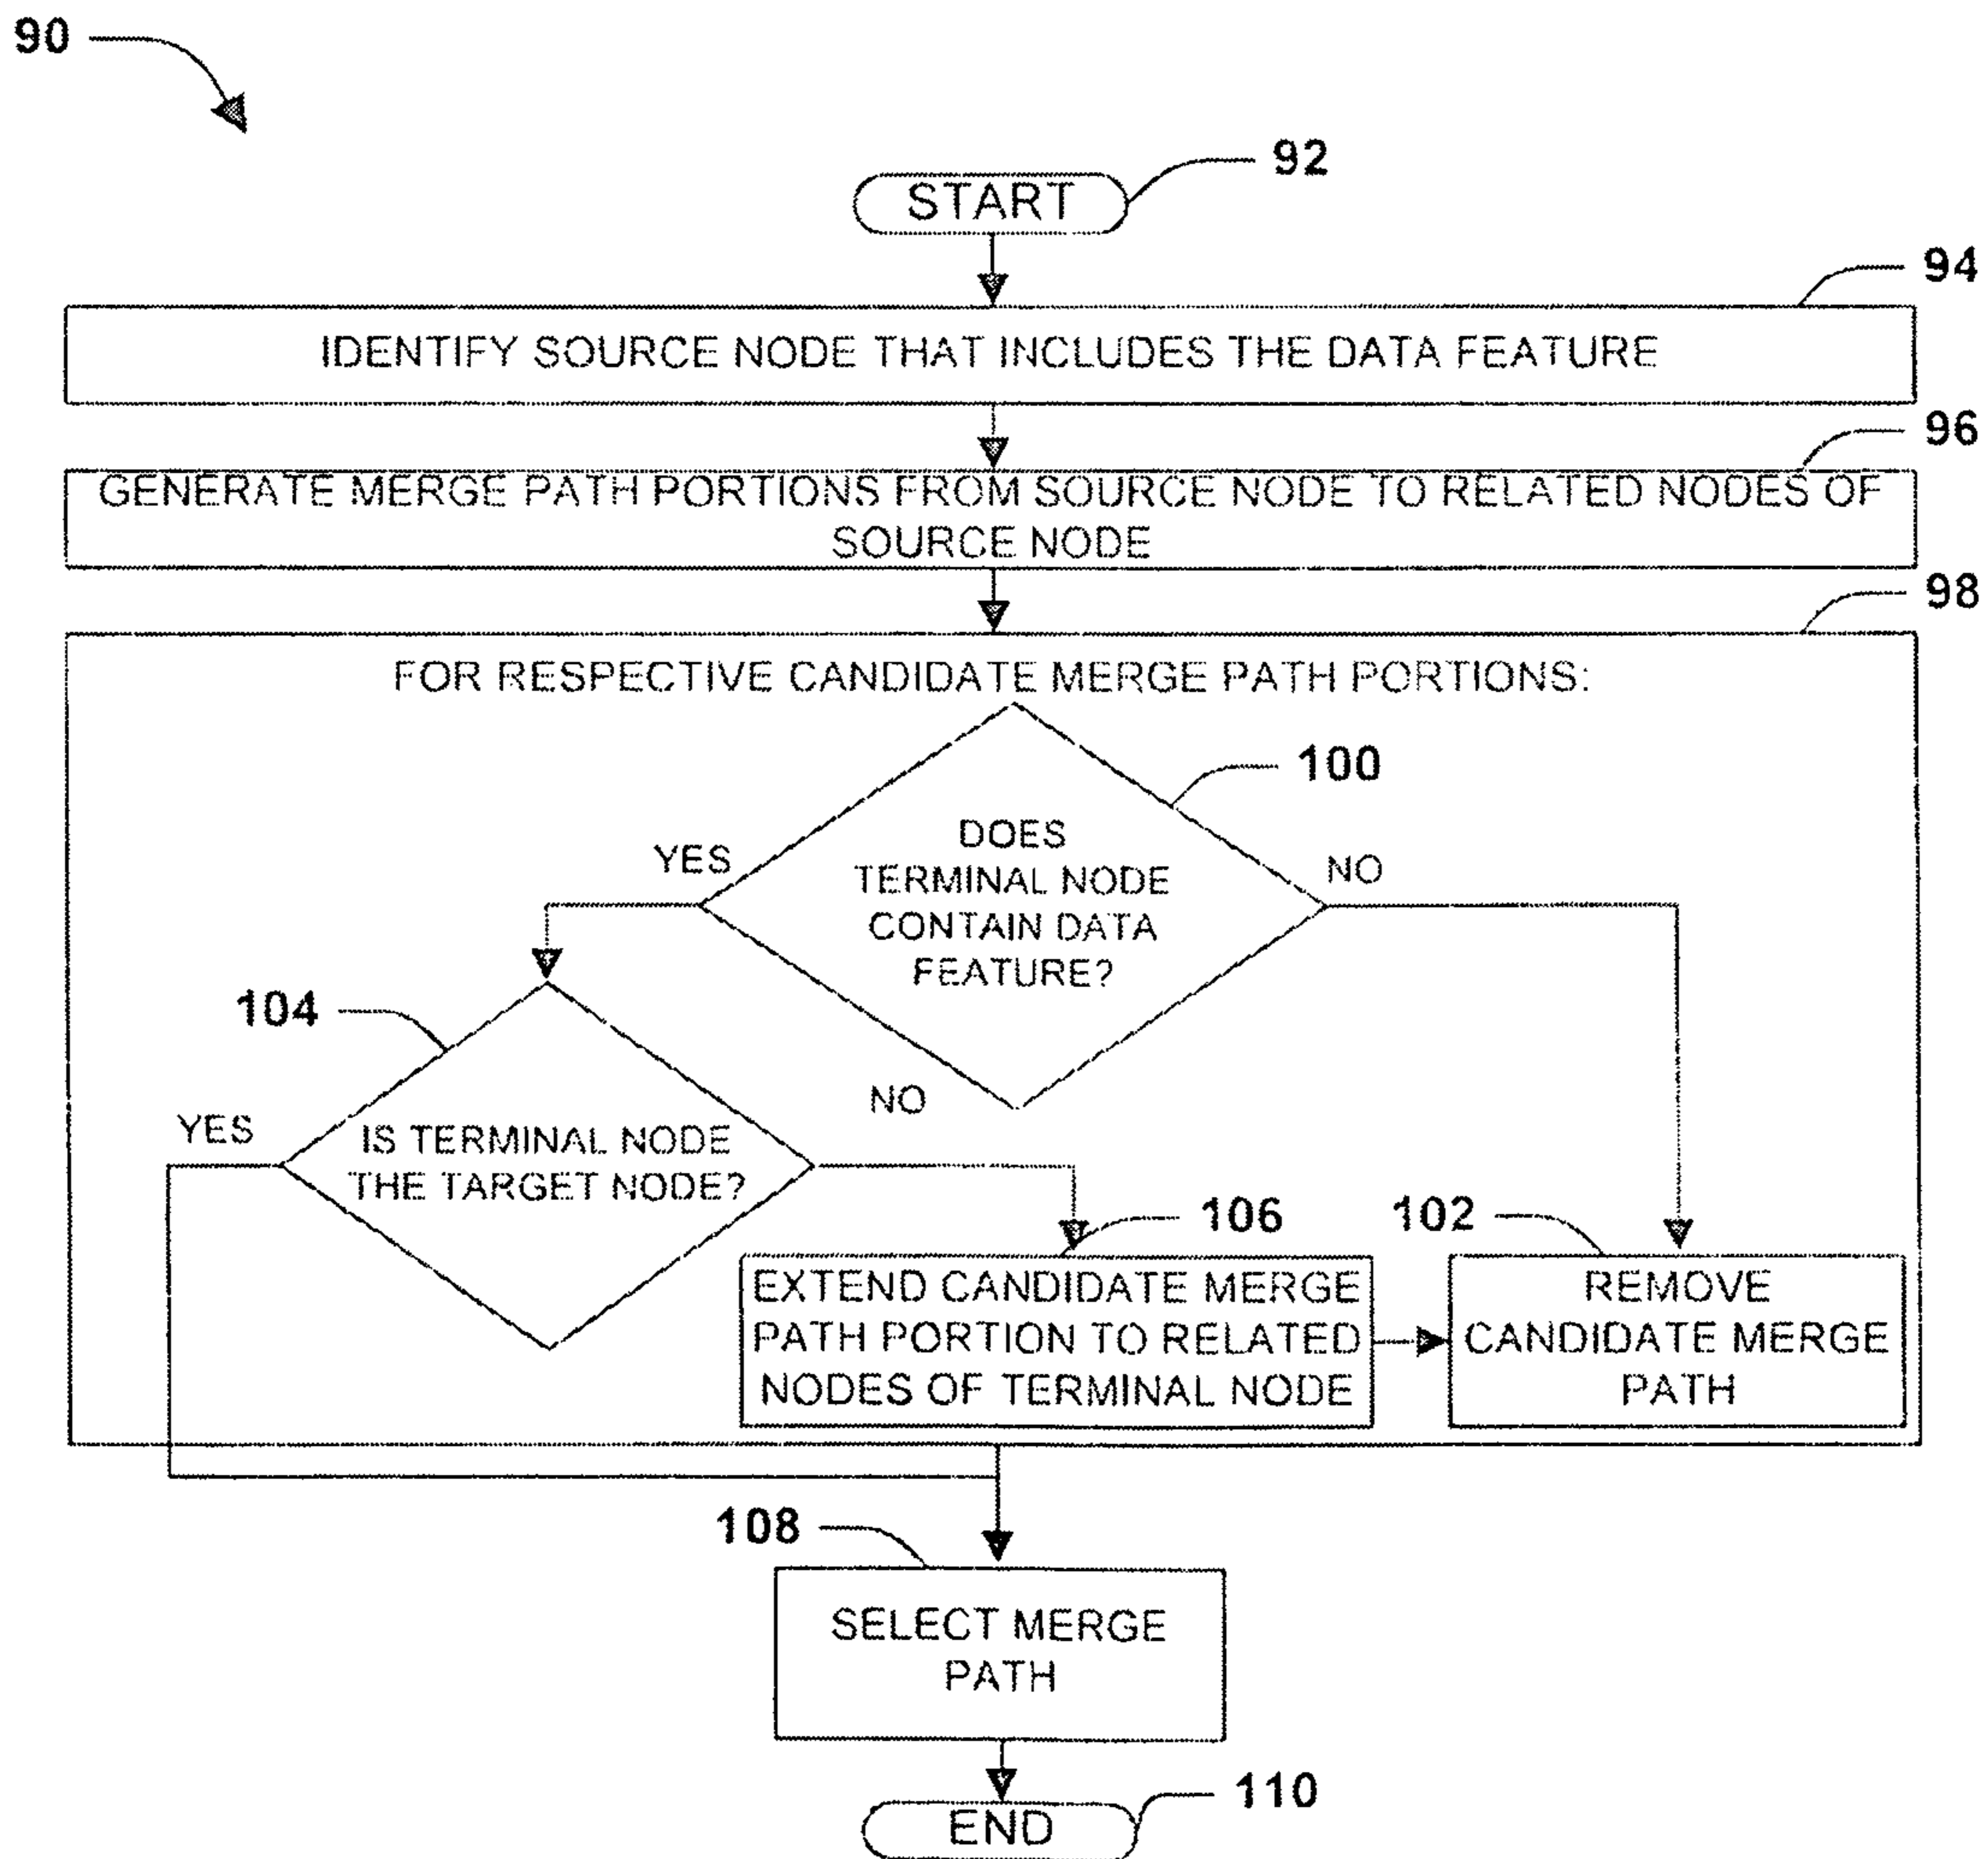 90
92
START
94
IDENTIFY SOURCE NODE THAT INCLUDES THE DATA FEATURE
96
GENERATE MERGE PATH PORTIONS FROM SOURCE NODE TO RELATED NODES OF
SOURCE NODE
98
FOR RESPECTIVE CANDIDATE MERGE PATH PORTIONS:
100
DOES
TERMINAL NODE
CONTAIN DATA
FEATURE?
YES
NO
104
IS TERMINAL NODE
THE TARGET NODE?
YES
NO
106
EXTEND CANDIDATE MERGE
PATH PORTION TO RELATED
NODES OF TERMINAL NODE
102
REMOVE
CANDIDATE MERGE
PATH
108
SELECT MERGE
PATH
110
END